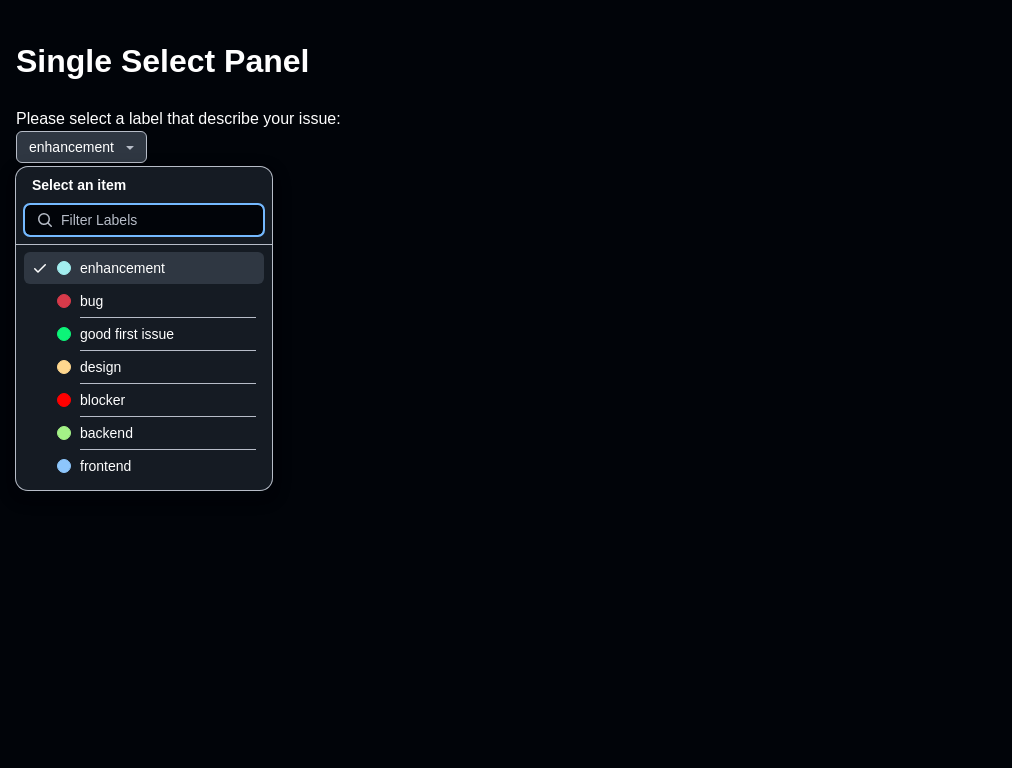 Single Select Panel
Please select a label that describe your issue:
enhancement
Select an item
Filter Labels
enhancement
bug
good first issue
design
blocker
backend
frontend